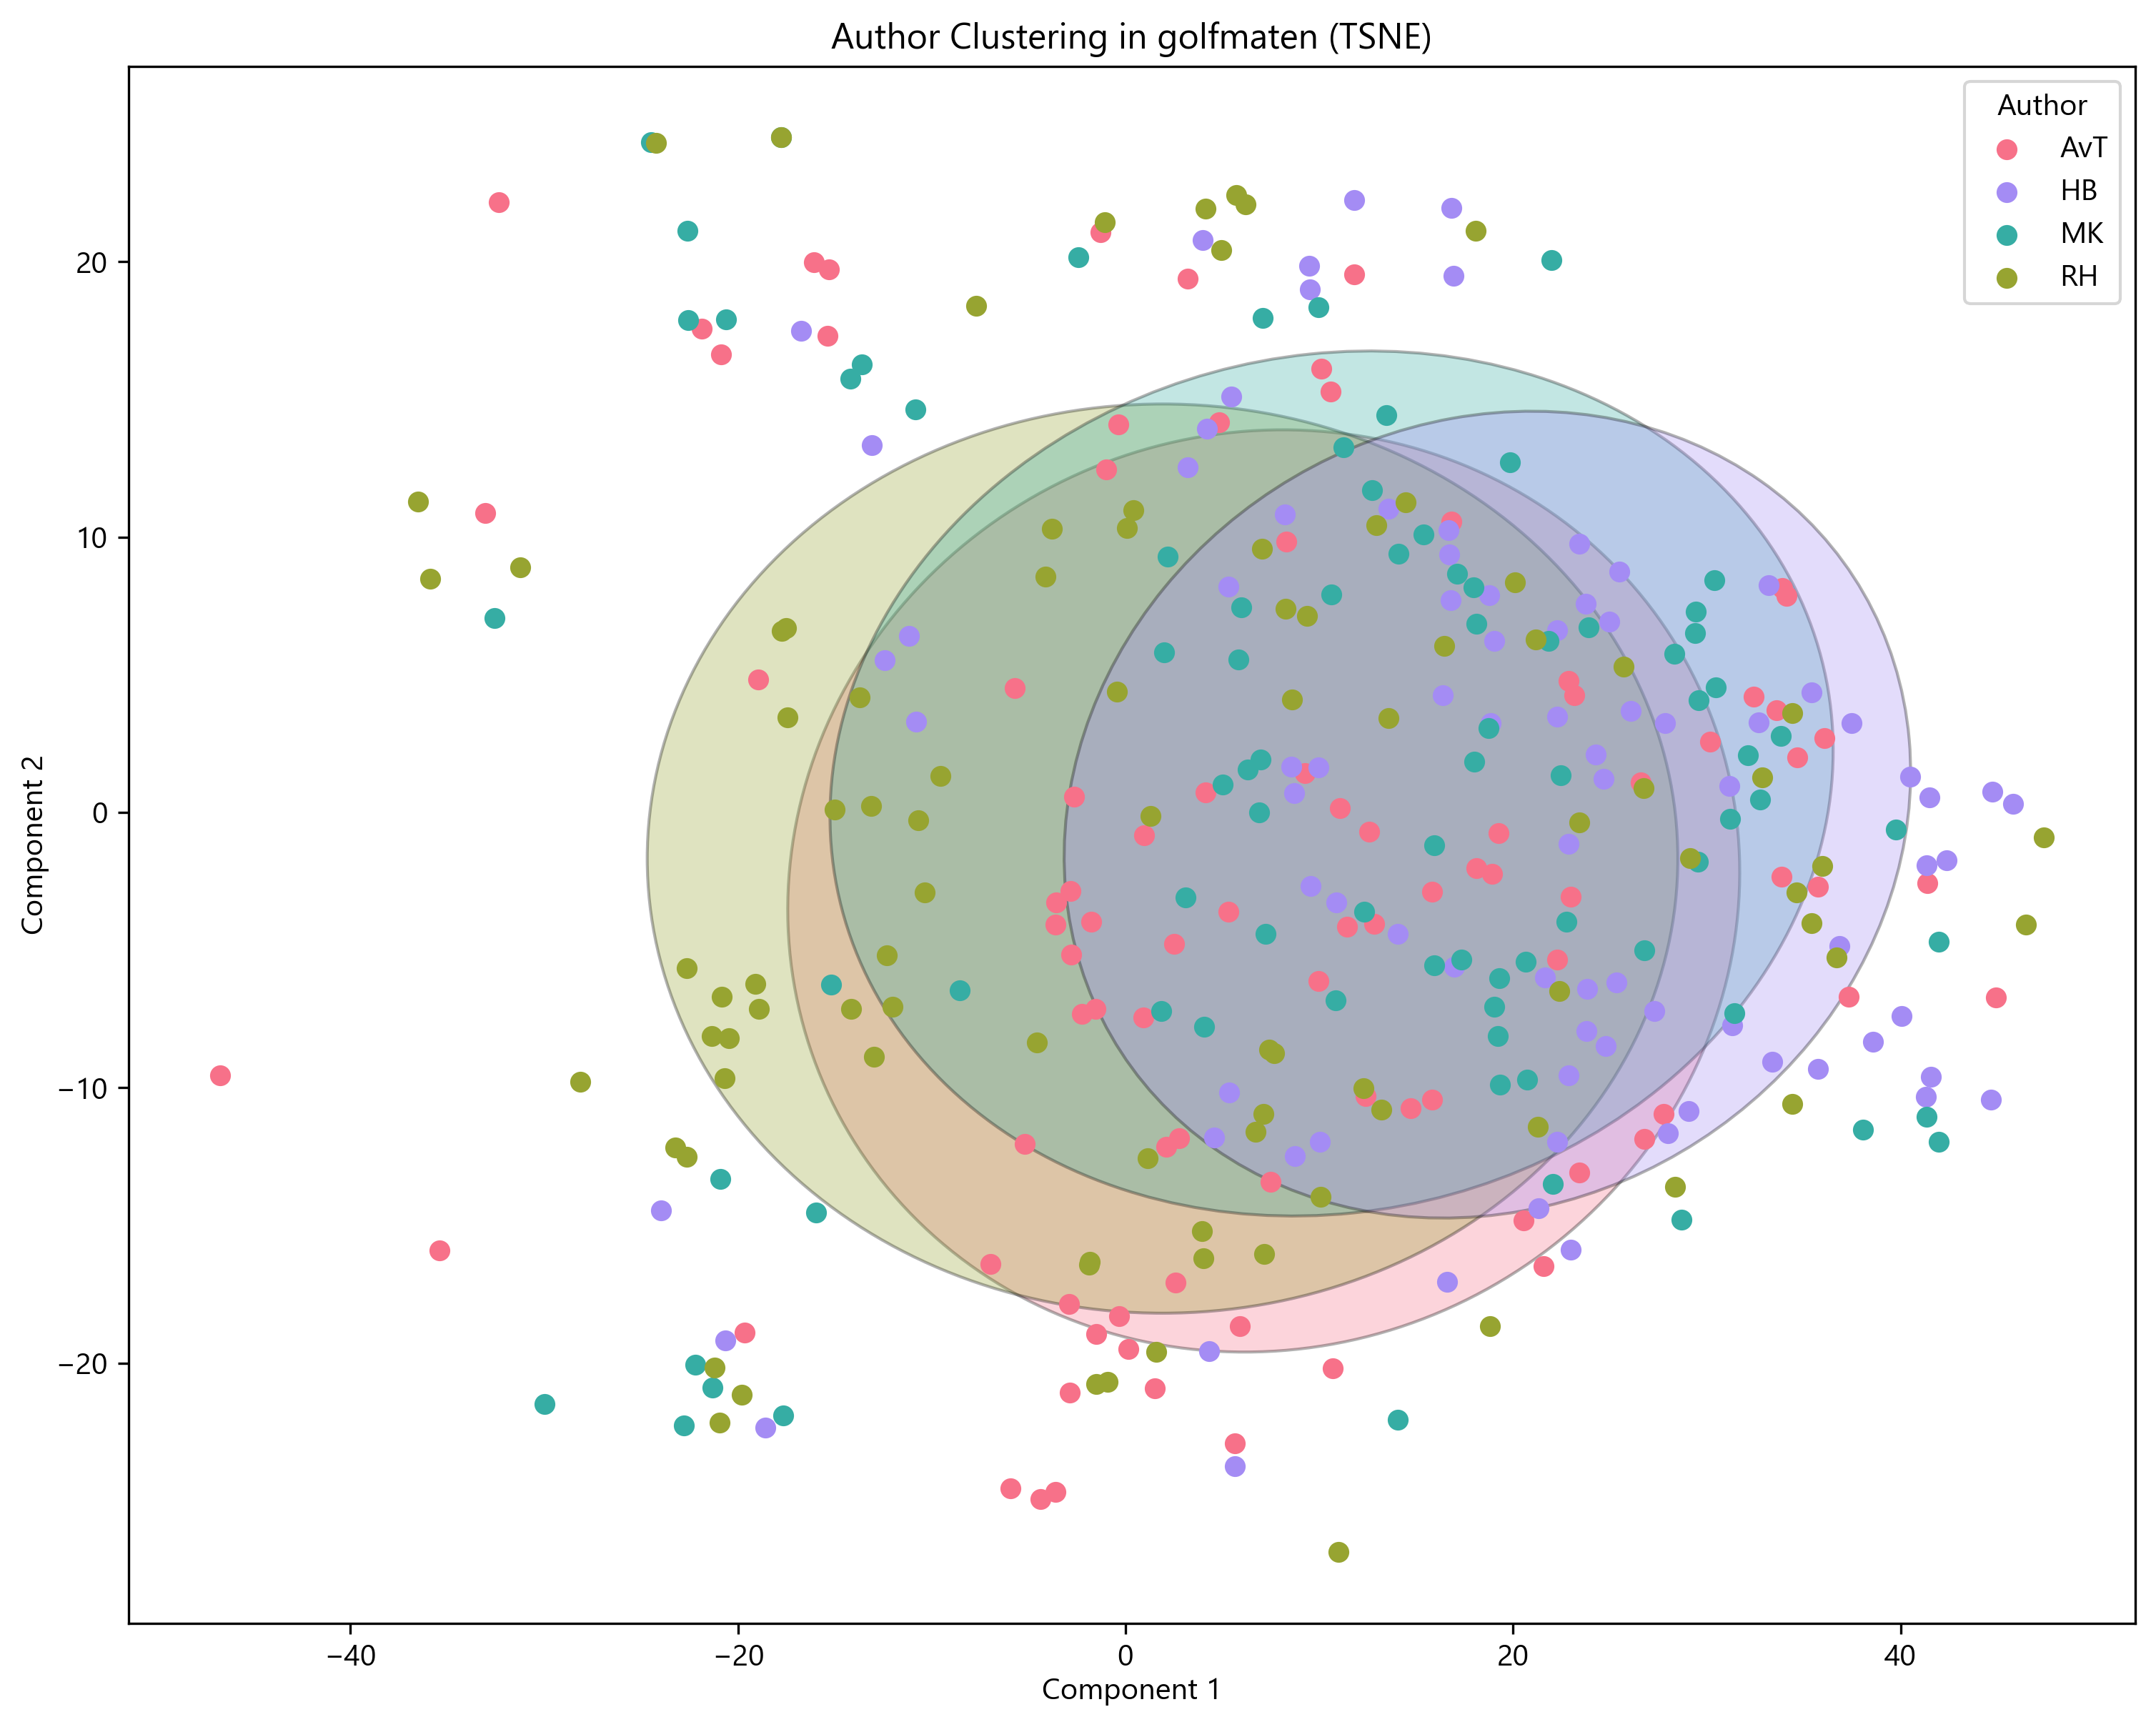 Author Clustering in golfmaten (TSNE)
Author
AvT
HB
MK
RH
20
10
0
−10
−20
Component 2
−40
−20
0
20
40
Component 1